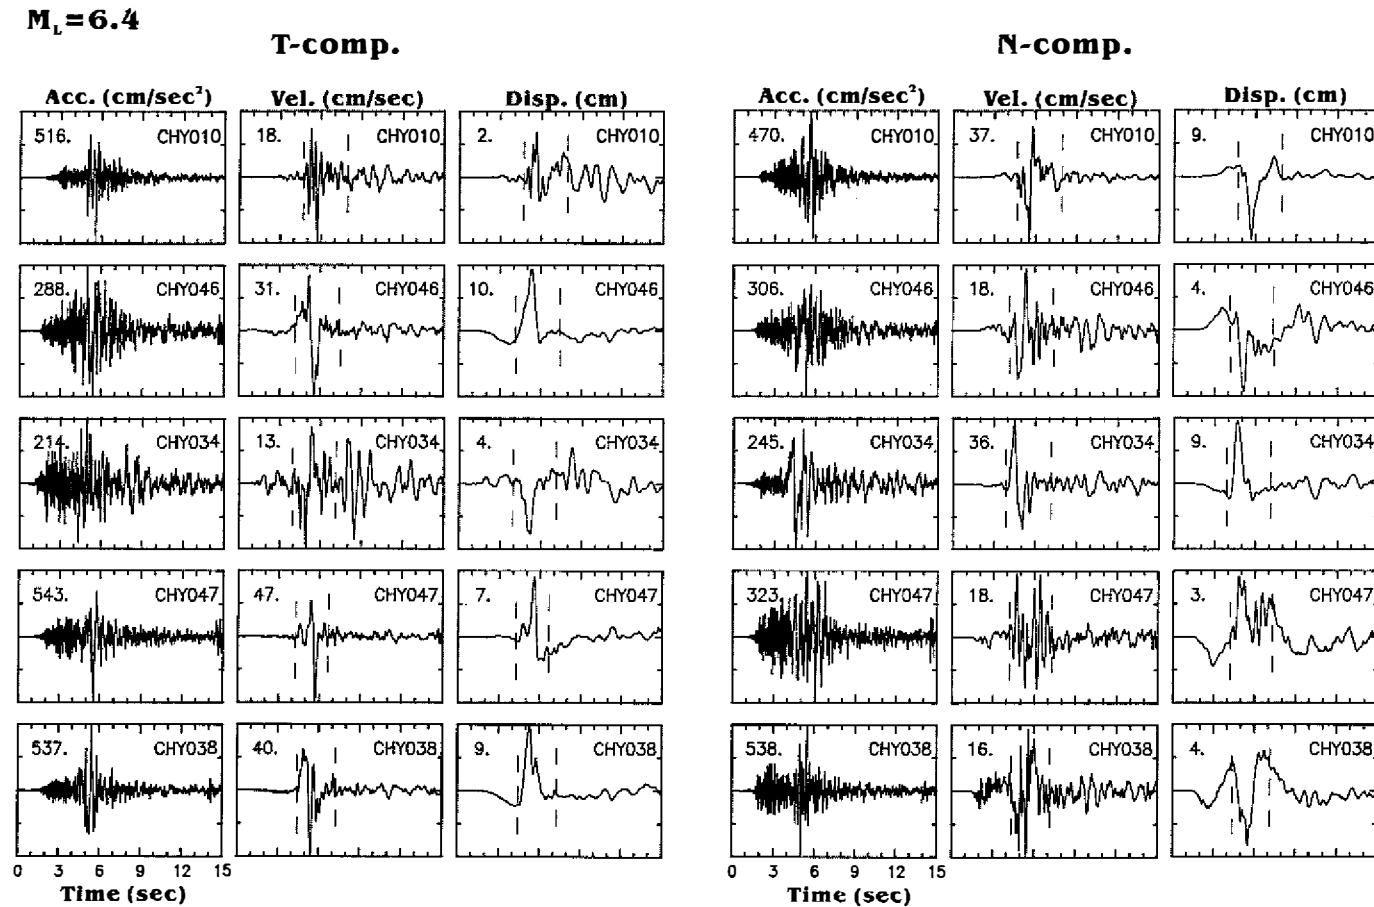 M_L=6.4
T-comp. N-comp.
Acc. (cm/sec²) Vel. (cm/sec) Disp. (cm) Acc. (cm/sec²) Vel. (cm/sec) Disp. (cm)
516. CHY010 18. CHY010 2. CHY010 470. CHY010 37. CHY010 9. CHY010
288. CHY046 31. CHY046 10. CHY046 306. CHY046 18. CHY046 4. CHY046
214. CHY034 13. CHY034 4. CHY034 245. CHY034 36. CHY034 9. CHY034
543. CHY047 47. CHY047 7. CHY047 323. CHY047 18. CHY047 3. CHY047
537. CHY038 40. CHY038 9. CHY038 538. CHY038 16. CHY038 4. CHY038
0 3 6 9 12 15 0 3 6 9 12 15
Time (sec) Time (sec)